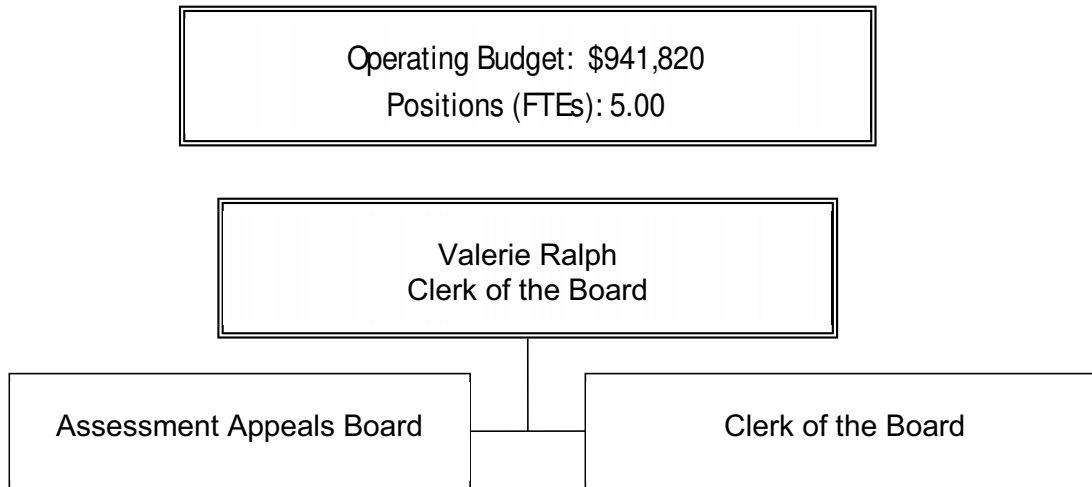 Operating Budget: $941,820
Positions (FTEs): 5.00
Valerie Ralph
Clerk of the Board
Assessment Appeals Board
Clerk of the Board